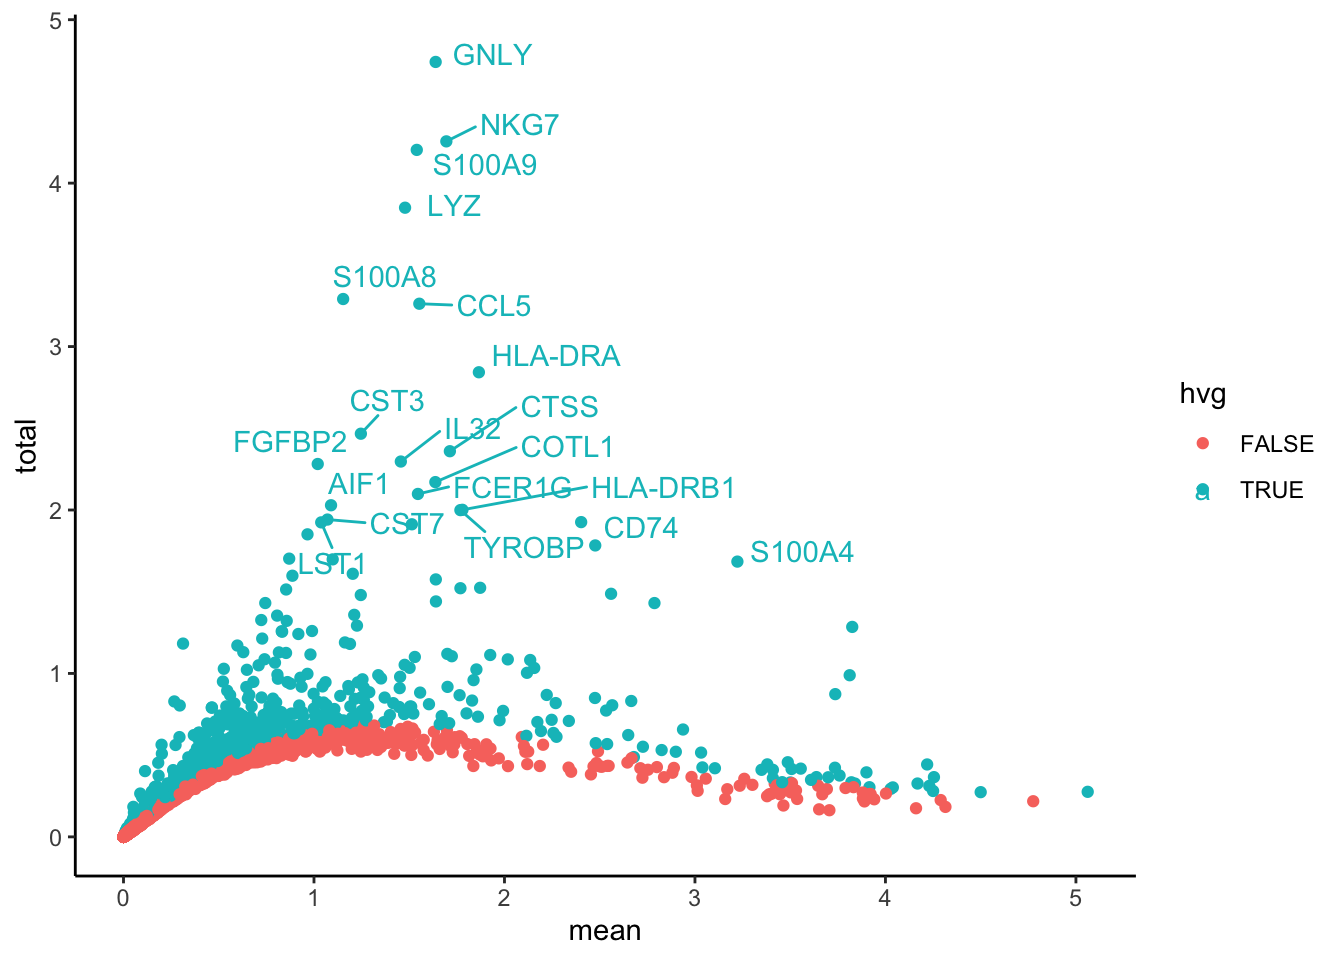 5
GNLY
NKG7
S100A9
4
LYZ
S100A8
CCL5
3
HLA-DRA
CST3
CTSS
IL32
FGFBP2
COTL1
AIF1
FCER1G
HLA-DRB1
2
CST7
CD74
TYROBP
S100A4
LST1
1
0
total
0 1 2 3 4 5
mean
hvg
FALSE
a TRUE